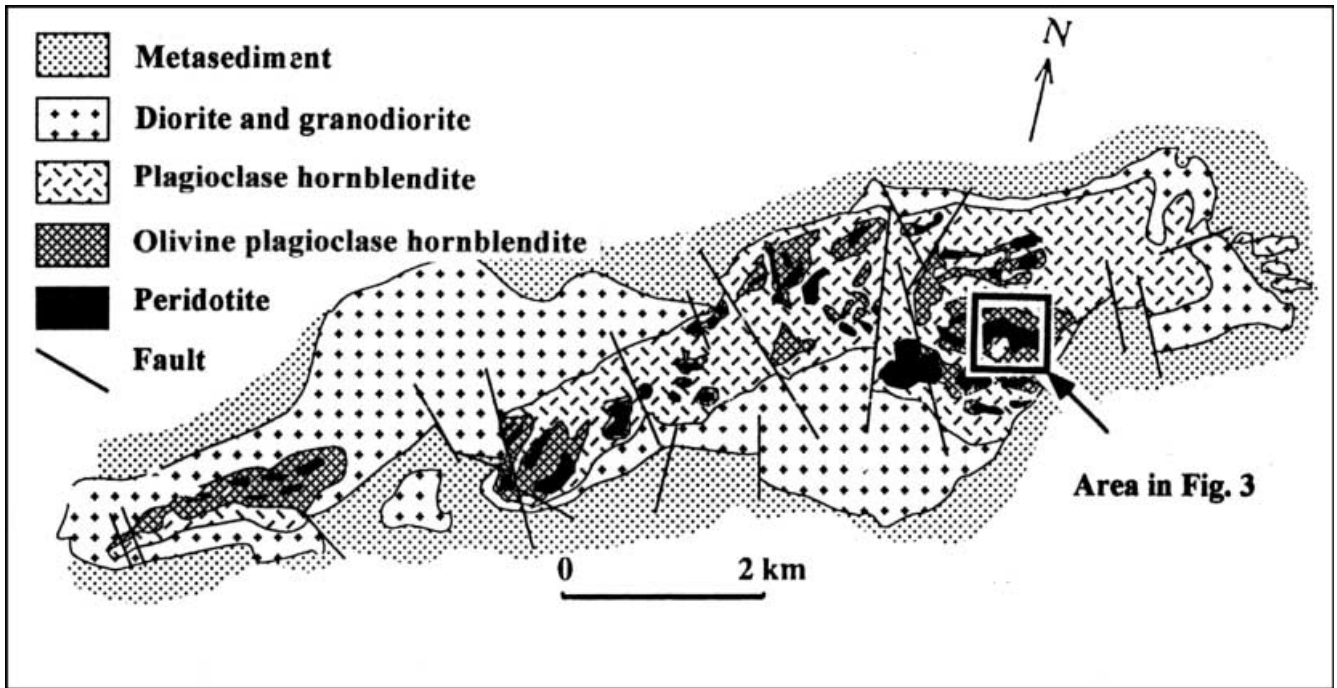 Metasediment
Diorite and granodiorite
Plagioclase hornblendite
Olivine plagioclase hornblendite
Peridotite
Fault
N
Area in Fig. 3
0 2 km